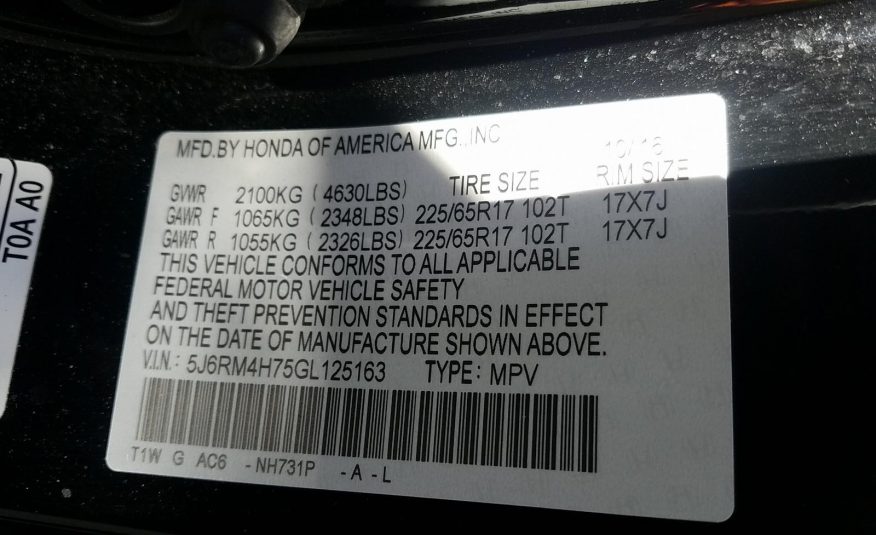 MFD.BY HONDA OF AMERICA MFG.,INC 10/16
GVWR 2100KG ( 4630LBS) TIRE SIZE RIM SIZE
GAWR F 1065KG ( 2348LBS) 225/65R17 102T 17X7J
GAWR R 1055KG ( 2326LBS) 225/65R17 102T 17X7J
THIS VEHICLE CONFORMS TO ALL APPLICABLE
FEDERAL MOTOR VEHICLE SAFETY
AND THEFT PREVENTION STANDARDS IN EFFECT
ON THE DATE OF MANUFACTURE SHOWN ABOVE.
V.I.N.: 5J6RM4H75GL125163 TYPE: MPV
T1W G AC6 -NH731P -A-L
T0A A0